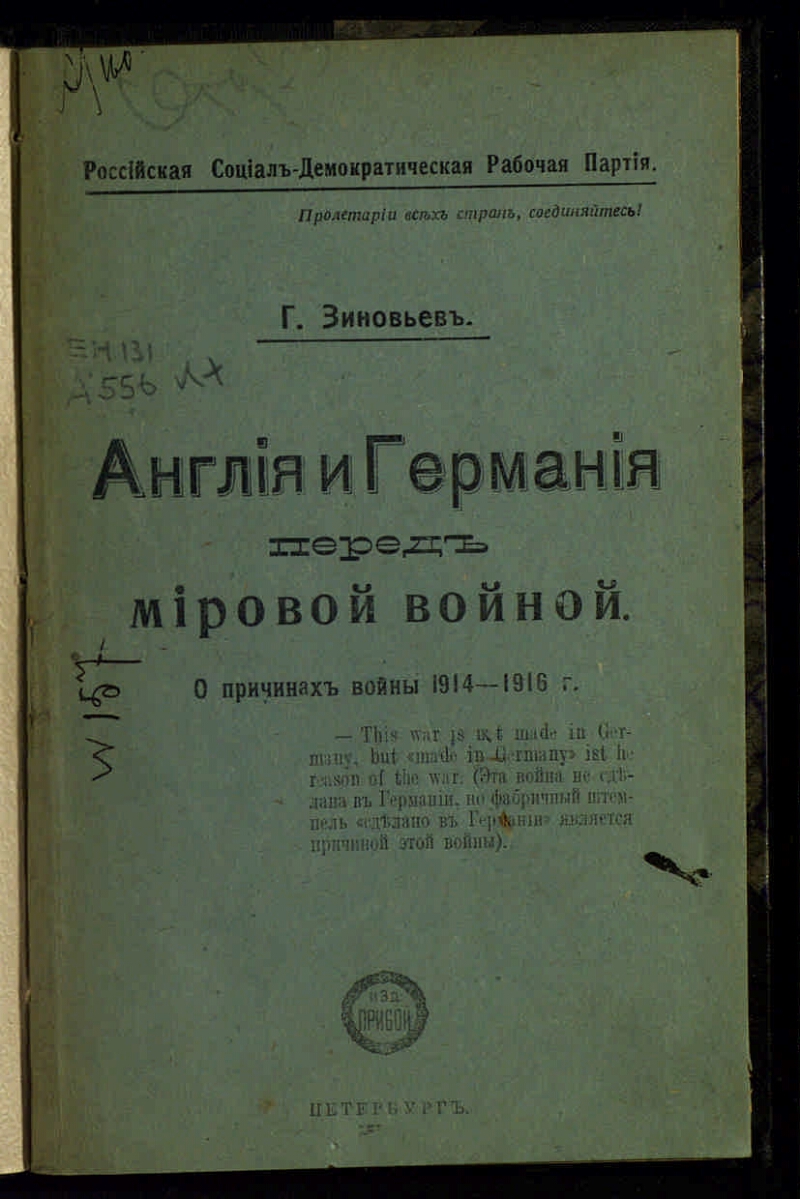 Россійская Соціалъ-Демократическая Рабочая Партія.
Пролетаріи всѣхъ странъ, соединяйтесь!
Г. Зиновьевъ.
Англія и Германія
передъ
міровой войной.
О причинахъ войны 1914—1916 г.
— This war is made in Ger-
many, but «made in Germany» ist
reason of the war. (Эта война не сдѣ-
лана въ Германіи, но фабричный штем-
пель «сдѣлано въ Германіи» является
причиной этой войны).
ИЗД.
ПРИБОЙ
ПЕТЕРБУРГЪ.